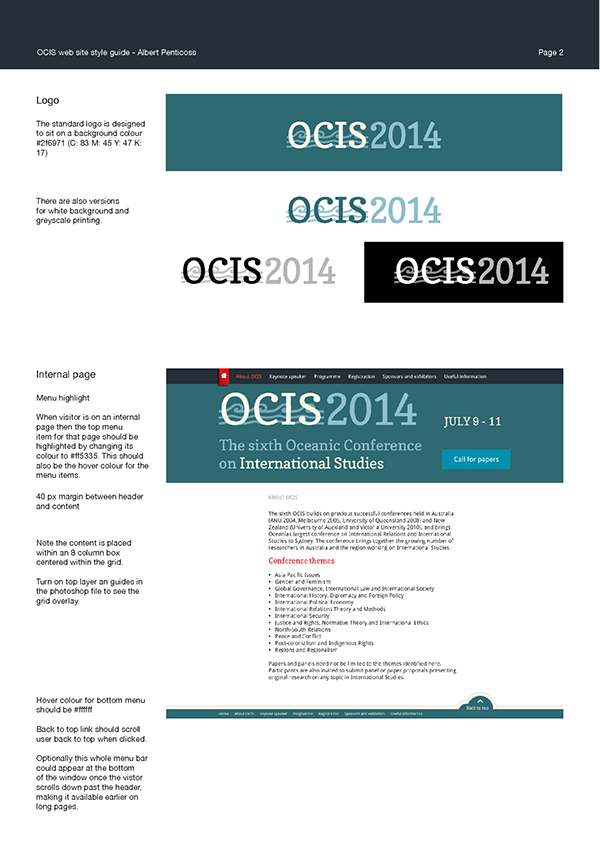 OCIS web site style guide - Albert Penticoss
Page 2
Logo
The standard logo is designed
to sit on a background colour
#2f6971 (C: 83 M: 45 Y: 47 K:
17)
OCIS2014
There are also versions
for white background and
greyscale printing.
OCIS2014
OCIS2014
OCIS2014
Internal page
Menu highlight
When visitor is on an internal
page then the top menu
item for that page should be
highlighted by changing its
colour to #ff5335. This should
also be the hover colour for the
menu items.
40 px margin between header
and content
Note the content is placed
within an 8 column box
centered within the grid.
Turn on top layer an guides in
the photoshop file to see the
grid overlay.
About OCIS Keynote speaker Programme Registration Sponsors and exhibitors Useful information
OCIS2014
JULY 9 - 11
The sixth Oceanic Conference
on International Studies
Call for papers
ABOUT OCIS
The sixth OCIS builds on previous successful conferences held in Australia
(ANU 2004, Melbourne 2006, University of Queensland 2008) and New
Zealand (University of Auckland and Victoria University 2010), and brings
Oceanias largest conference on International Relations and International
Studies to Sydney. The conference brings together the growing number of
researchers in Australia and the region working on International Studies.
Conference themes
• Asia Pacific Issues
• Gender and Feminism
• Global Governance, International Law and International Society
• International History, Diplomacy and Foreign Policy
• International Political Economy
• International Relations Theory and Methods
• International Security
• Justice and Rights, Normative Theory and International Ethics
• North-South Relations
• Peace and Conflict
• Post-colonialism and Indigenous Rights
• Regions and Regionalism
Papers and panels need not be limited to the themes identified here.
Participants are also invited to submit panel or paper proposals presenting
original research on any topic in International Studies.
Back to top
Home About OCIS Keynote speaker Programme Registration Sponsors and exhibitors Useful information
Hover colour for bottom menu
should be #ffffff
Back to top link should scroll
user back to top when clicked.
Optionally this whole menu bar
could appear at the bottom
of the window once the vistor
scrolls down past the header,
making it available earlier on
long pages.